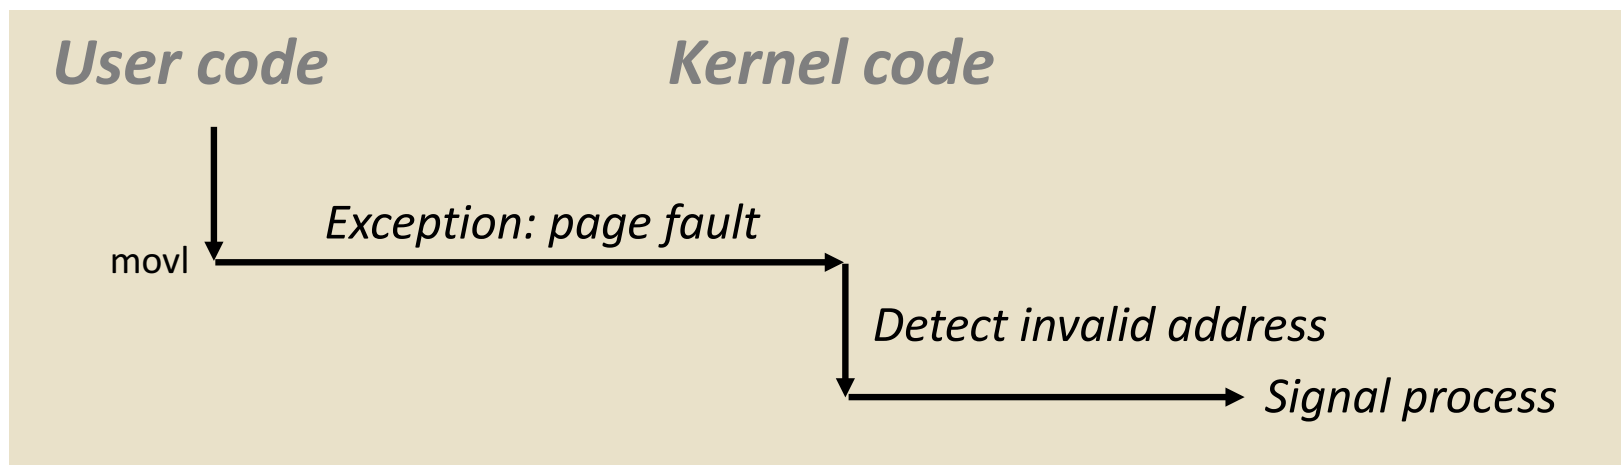 User code
Kernel code
Exception: page fault
movl
Detect invalid address
Signal process